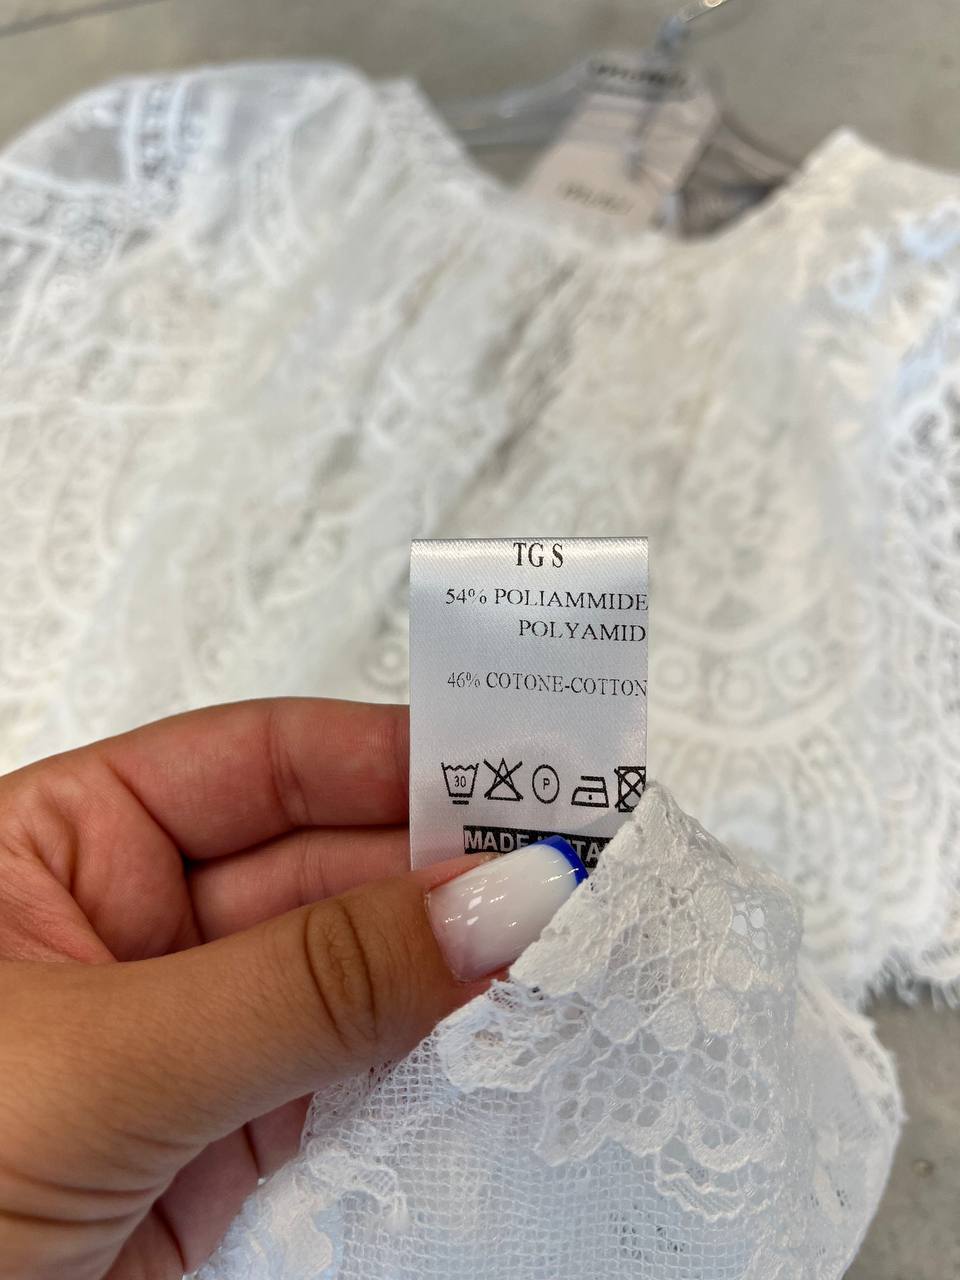 TG S
54% POLIAMMIDE
POLYAMID
46% COTONE-COTTON
30
P
MADE